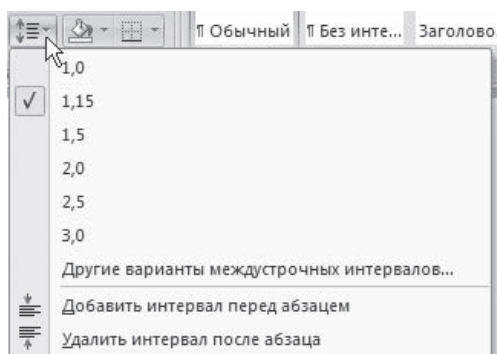 ¶ Обычный ¶ Без инте... Заголово
1,0
1,15
1,5
2,0
2,5
3,0
Другие варианты междустрочных интервалов...
Добавить интервал перед абзацем
Удалить интервал после абзаца